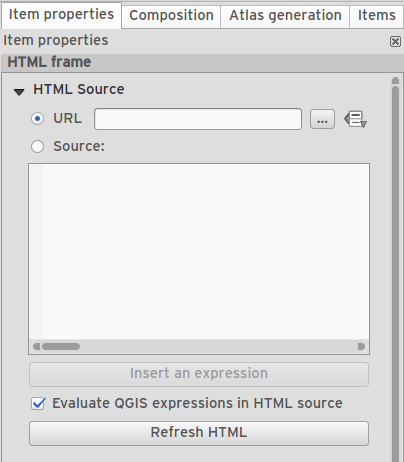 Item properties Composition Atlas generation Items
Item properties
HTML frame
HTML Source
URL ...
Source:
Insert an expression
Evaluate QGIS expressions in HTML source
Refresh HTML